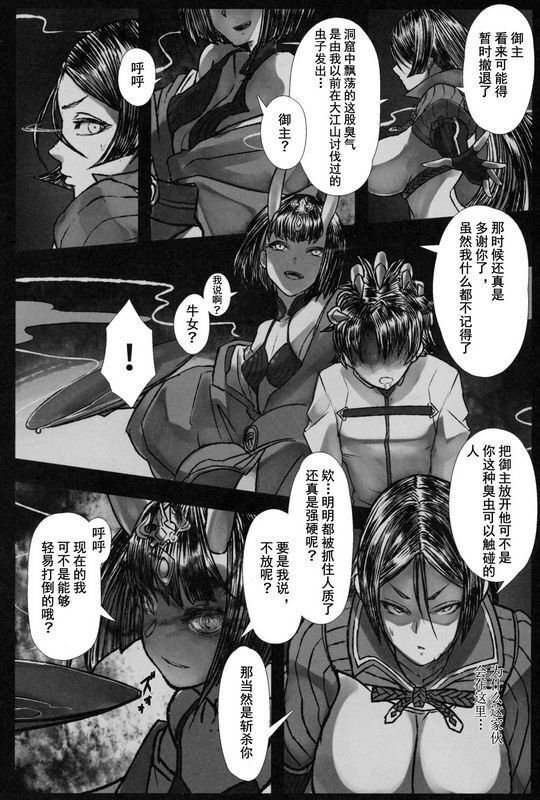 御主
看来可能得
暂时撤退了
洞窟中飘荡的这股臭气
是由我以前在大江山讨伐过的
虫子发出…
御主？
呼呼
那时候还真是
多谢你了，
虽然我什么都不记得了
我说啊？
牛女？
！
把御主放开他可不是
你这种臭虫可以触碰的
人
欸…明明都被抓住人质了
还真是强硬呢？
要是我说，
不放呢？
呼呼
现在的我
可不是能够
轻易打倒的哦？
那当然是斩杀你
为什么这家伙
会在这里…